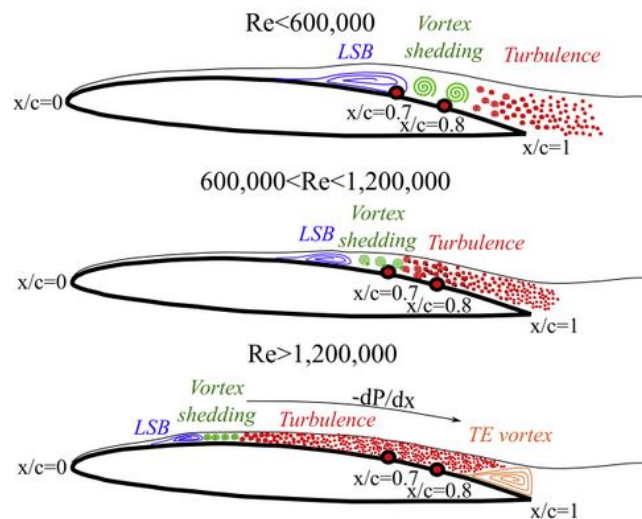 Re<600,000
Vortex
LSB shedding Turbulence
x/c=0
x/c=0.7
x/c=0.8
x/c=1
600,000<Re<1,200,000
Vortex
LSB shedding Turbulence
x/c=0
x/c=0.7
x/c=0.8
x/c=1
Re>1,200,000
Vortex
-dP/dx
LSB shedding Turbulence TE vortex
x/c=0
x/c=0.7
x/c=0.8
x/c=1